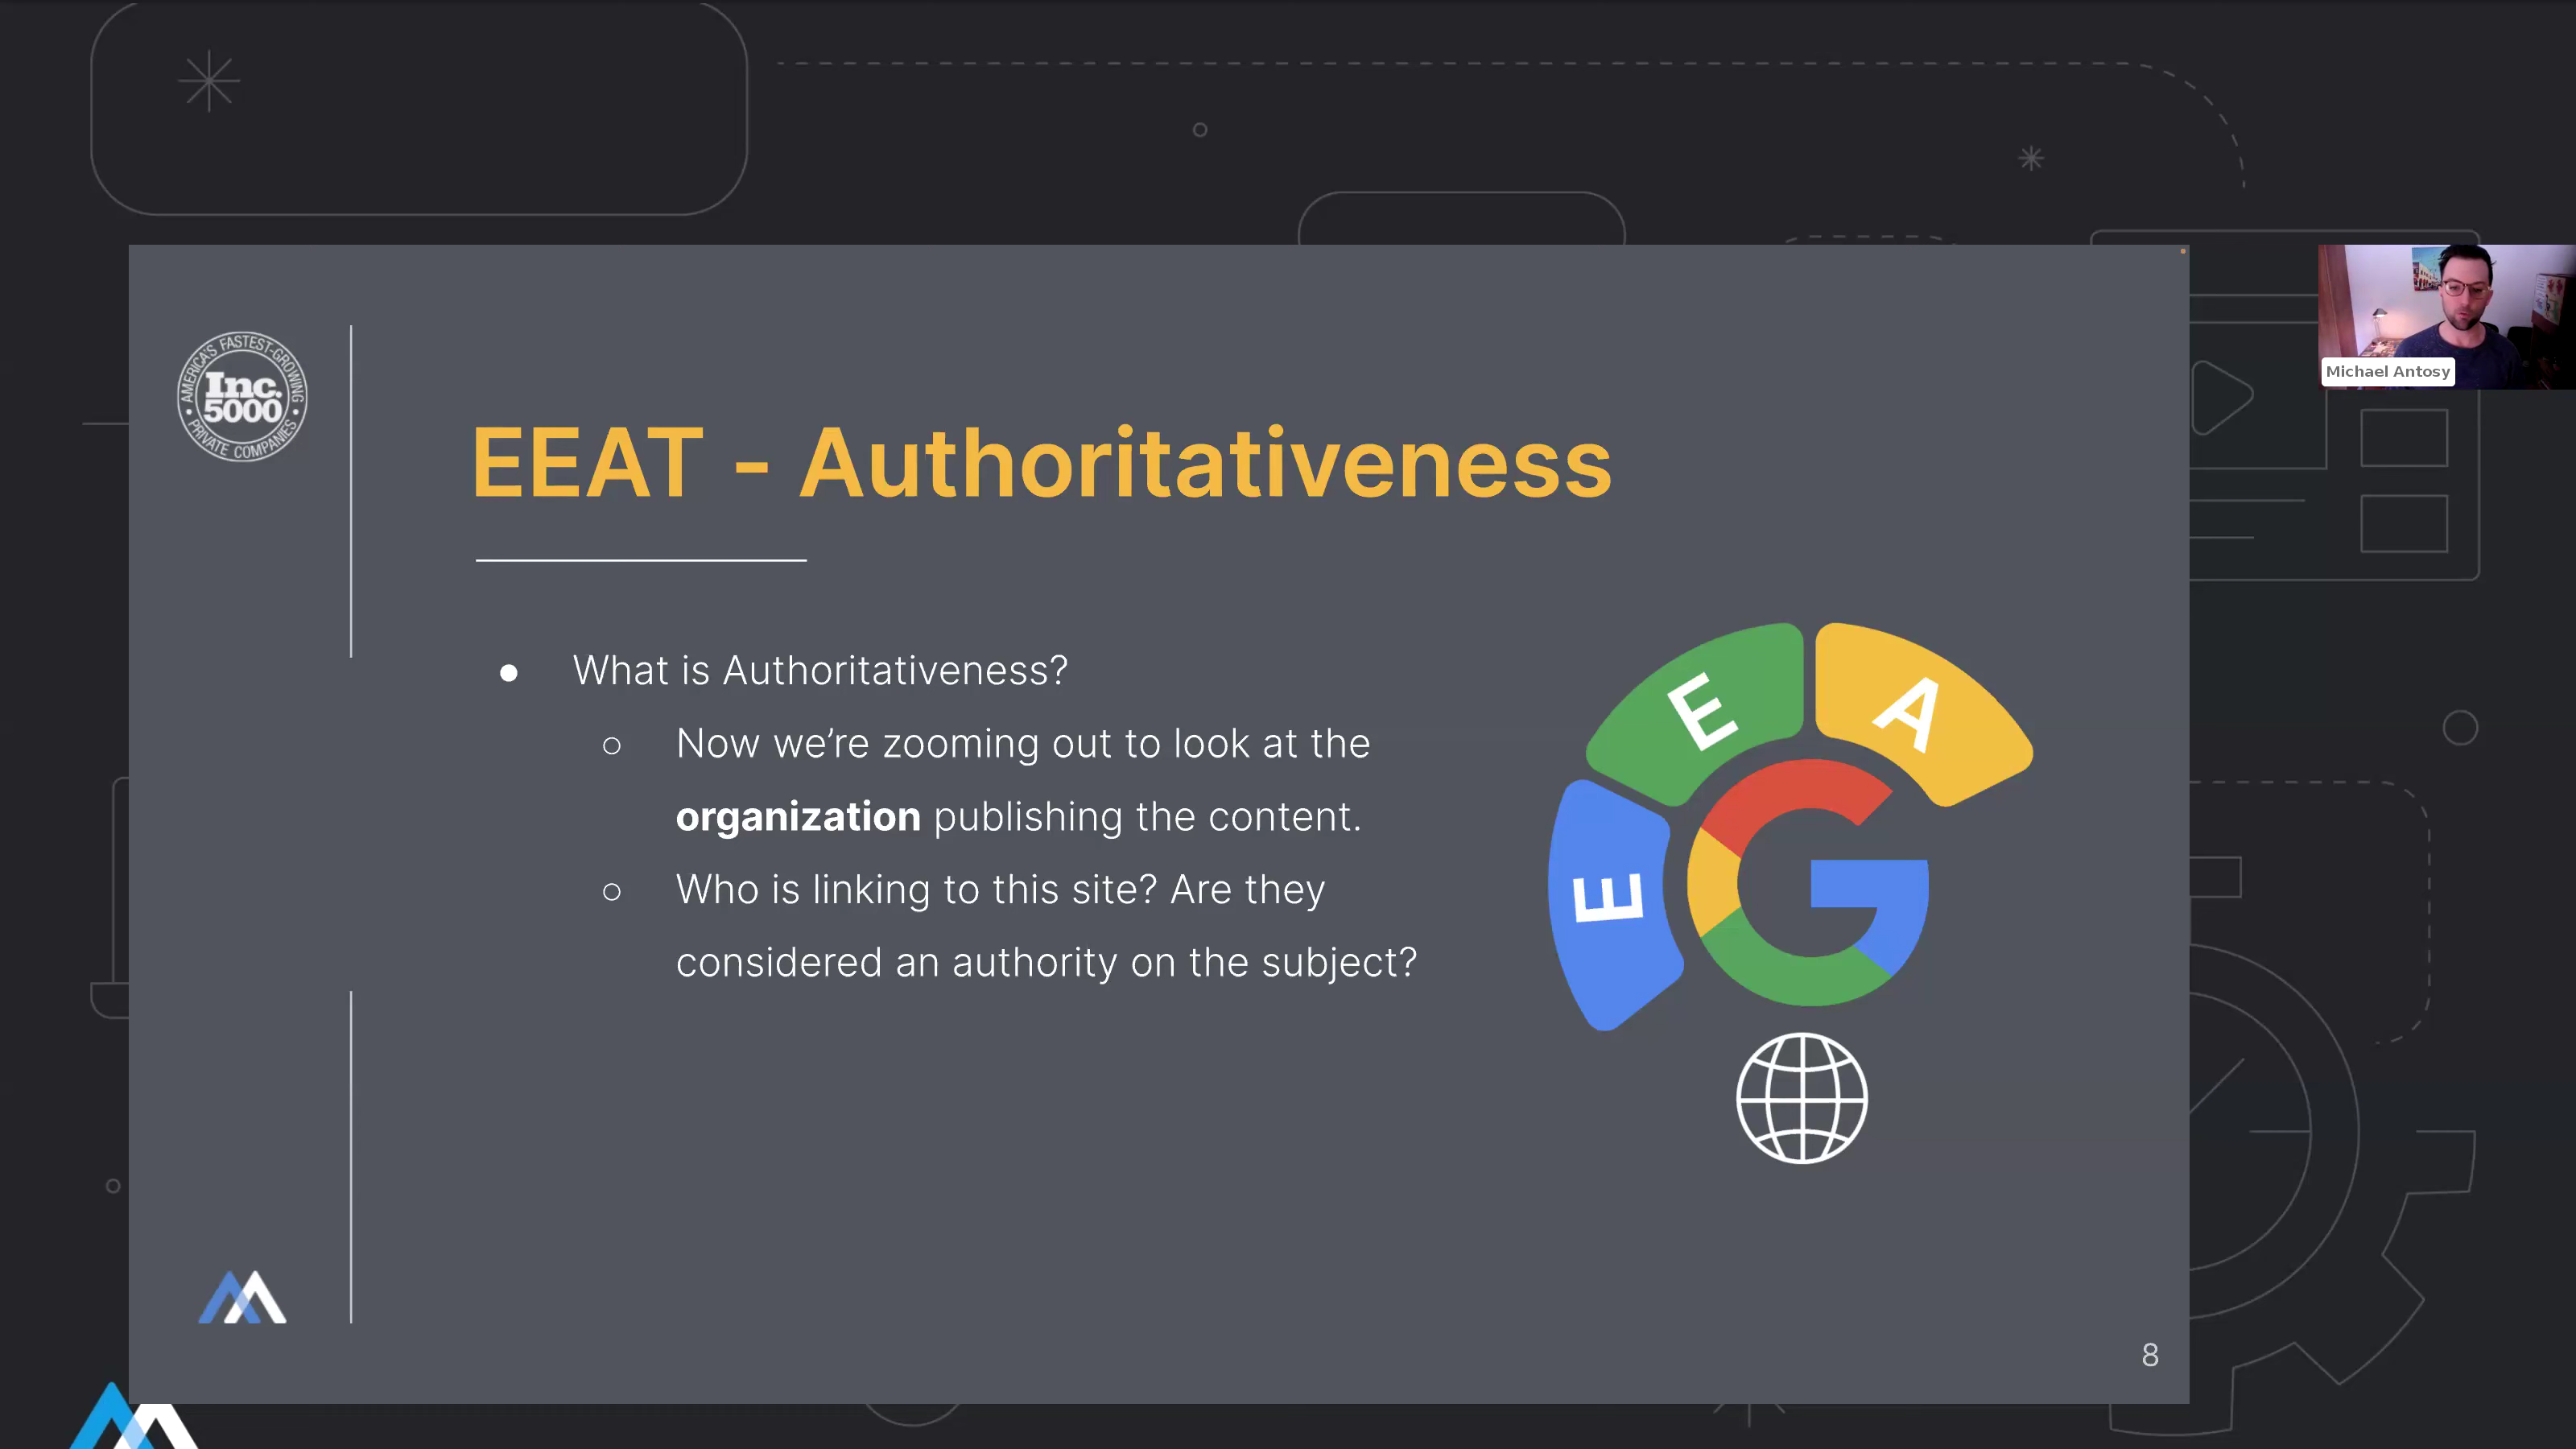 AMERICA'S FASTEST-GROWING
Inc.
5000
PRIVATE COMPANIES
EEAT - Authoritativeness
● What is Authoritativeness?
○ Now we’re zooming out to look at the
organization publishing the content.
○ Who is linking to this site? Are they
considered an authority on the subject?
E
E
A
G
Michael Antosy
8